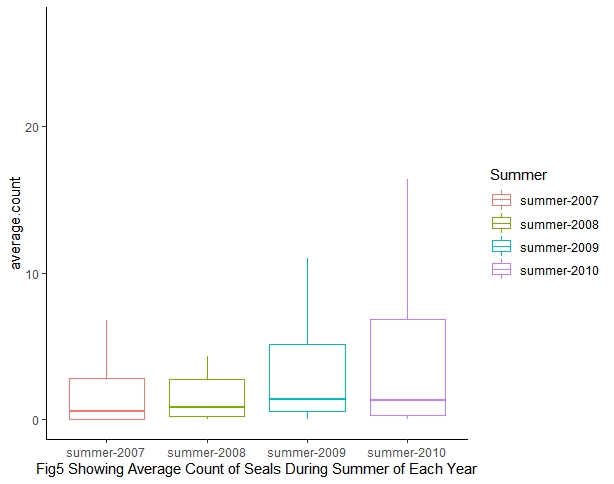 20
10
0
average.count
summer-2007 summer-2008 summer-2009 summer-2010
Fig5 Showing Average Count of Seals During Summer of Each Year
Summer
summer-2007
summer-2008
summer-2009
summer-2010